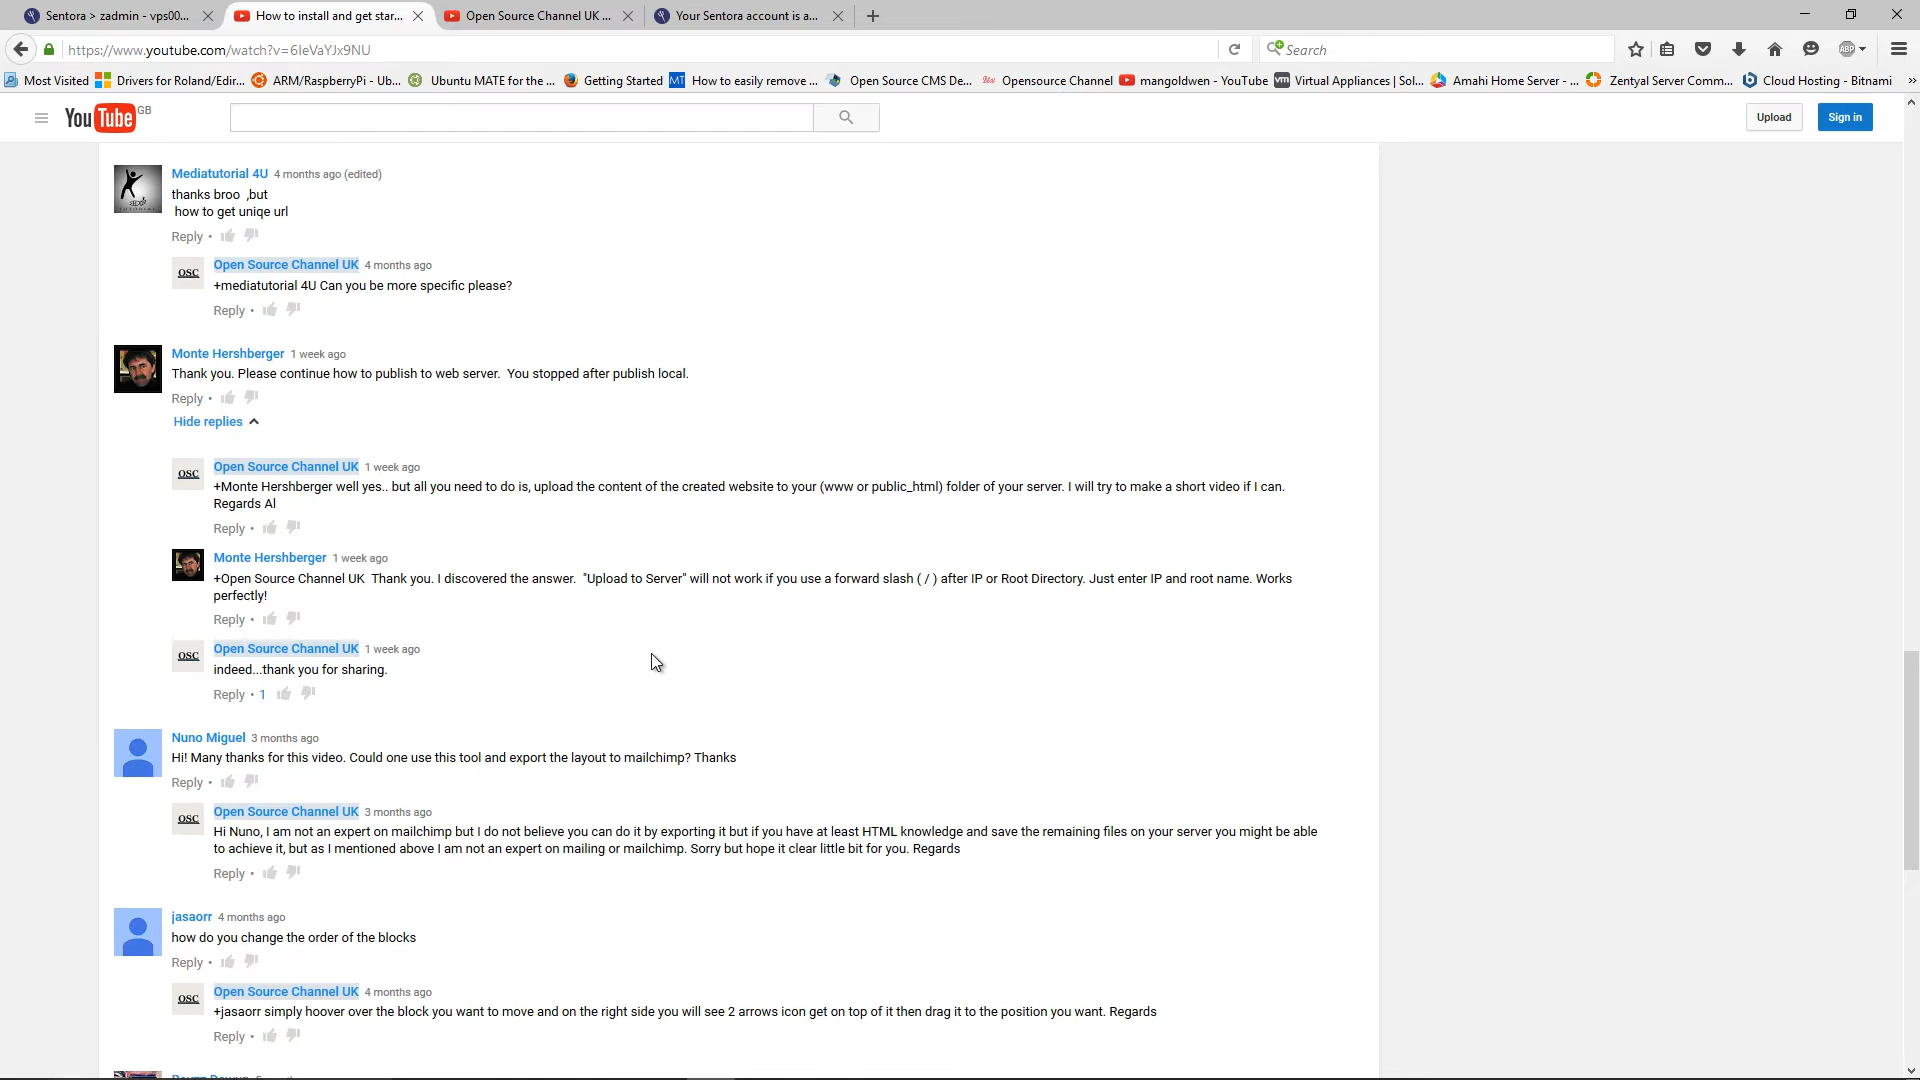 Sentora > zadmin - vps00...
How to install and get star...
Open Source Channel UK ...
Your Sentora account is a...
https://www.youtube.com/watch?v=6IeVaYJx9NU
Search
ABP
Most Visited
Drivers for Roland/Edir...
ARM/RaspberryPi - Ub...
Ubuntu MATE for the ...
Getting Started
MT How to easily remove ...
Open Source CMS De...
Opensource Channel
mangoldwen - YouTube
vm Virtual Appliances | Sol...
Amahi Home Server - ...
Zentyal Server Comm...
Cloud Hosting - Bitnami
YouTube GB
Upload
Sign in
Mediatutorial 4U 4 months ago (edited)
thanks broo ,but
how to get uniqe url
Reply •
OSC
Open Source Channel UK 4 months ago
+mediatutorial 4U Can you be more specific please?
Reply •
Monte Hershberger 1 week ago
Thank you. Please continue how to publish to web server. You stopped after publish local.
Reply •
Hide replies
OSC
Open Source Channel UK 1 week ago
+Monte Hershberger well yes.. but all you need to do is, upload the content of the created website to your (www or public_html) folder of your server. I will try to make a short video if I can.
Regards Al
Reply •
Monte Hershberger 1 week ago
+Open Source Channel UK Thank you. I discovered the answer. "Upload to Server" will not work if you use a forward slash ( / ) after IP or Root Directory. Just enter IP and root name. Works
perfectly!
Reply •
OSC
Open Source Channel UK 1 week ago
indeed...thank you for sharing.
Reply • 1
Nuno Miguel 3 months ago
Hi! Many thanks for this video. Could one use this tool and export the layout to mailchimp? Thanks
Reply •
OSC
Open Source Channel UK 3 months ago
Hi Nuno, I am not an expert on mailchimp but I do not believe you can do it by exporting it but if you have at least HTML knowledge and save the remaining files on your server you might be able
to achieve it, but as I mentioned above I am not an expert on mailing or mailchimp. Sorry but hope it clear little bit for you. Regards
Reply •
jasaorr 4 months ago
how do you change the order of the blocks
Reply •
OSC
Open Source Channel UK 4 months ago
+jasaorr simply hoover over the block you want to move and on the right side you will see 2 arrows icon get on top of it then drag it to the position you want. Regards
Reply •